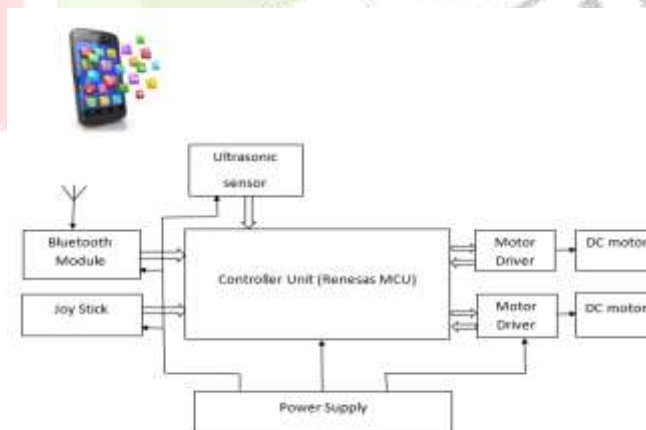 Ultrasonic
sensor
Bluetooth
Module
Controller Unit (Renesas MCU)
Motor
Driver
DC motor
Joy Stick
Motor
Driver
DC motor
Power Supply